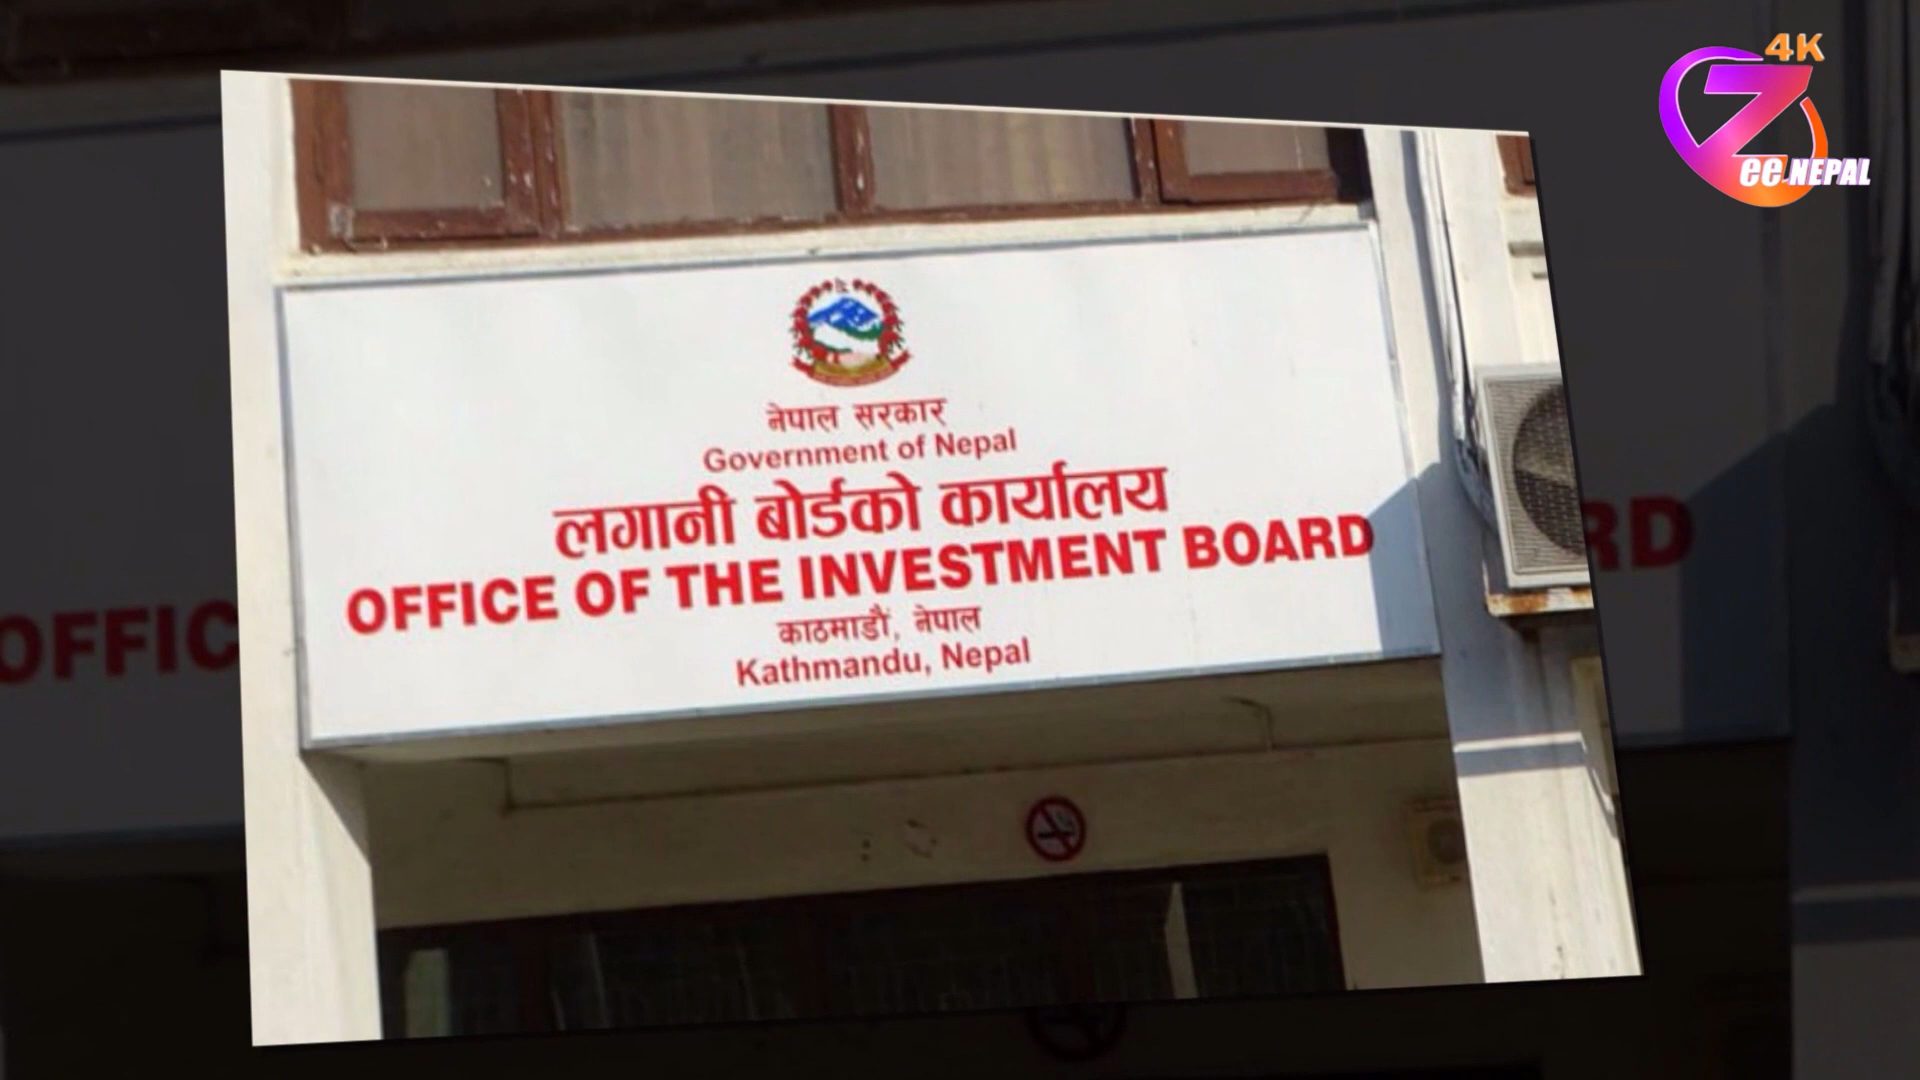 4K
Zee NEPAL
नेपाल सरकार
Government of Nepal
लगानी बोर्डको कार्यालय
OFFICE OF THE INVESTMENT BOARD
काठमाडौं, नेपाल
Kathmandu, Nepal
OFFIC
RD